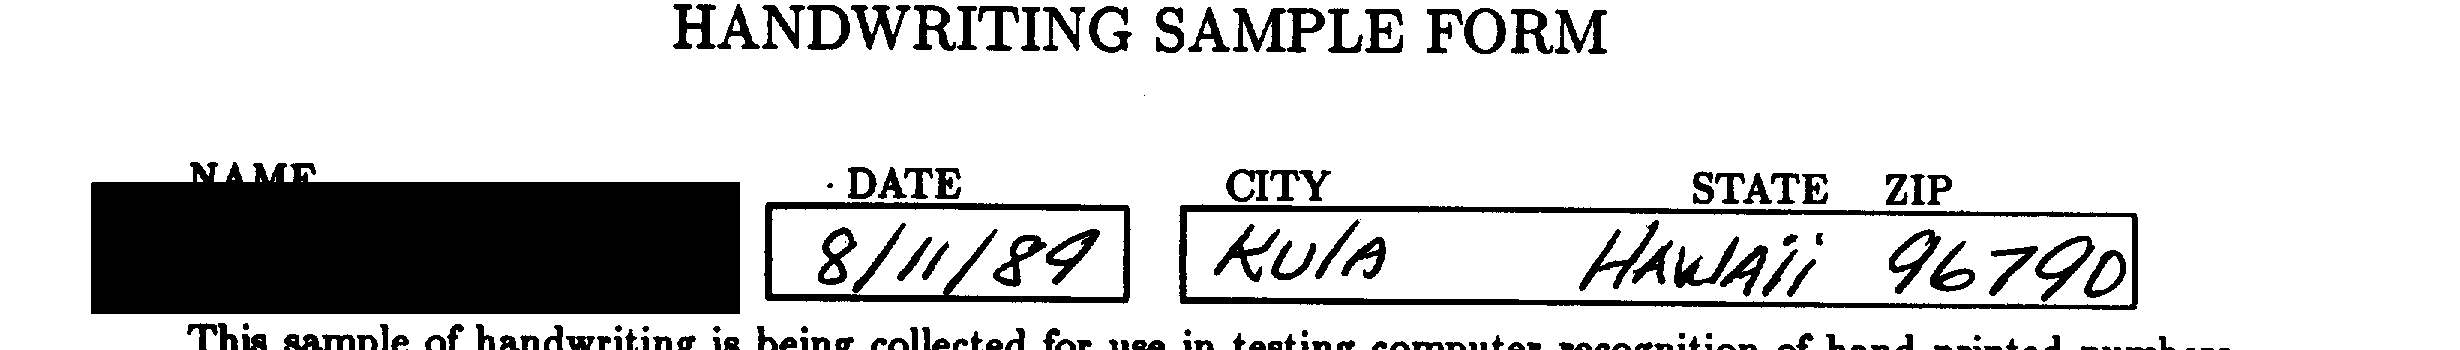 HANDWRITING SAMPLE FORM
NAME DATE CITY STATE ZIP
8/11/89 Kula HAWAii 96790
This sample of handwriting is being collected for use in testing computer recognition of hand printed numbers